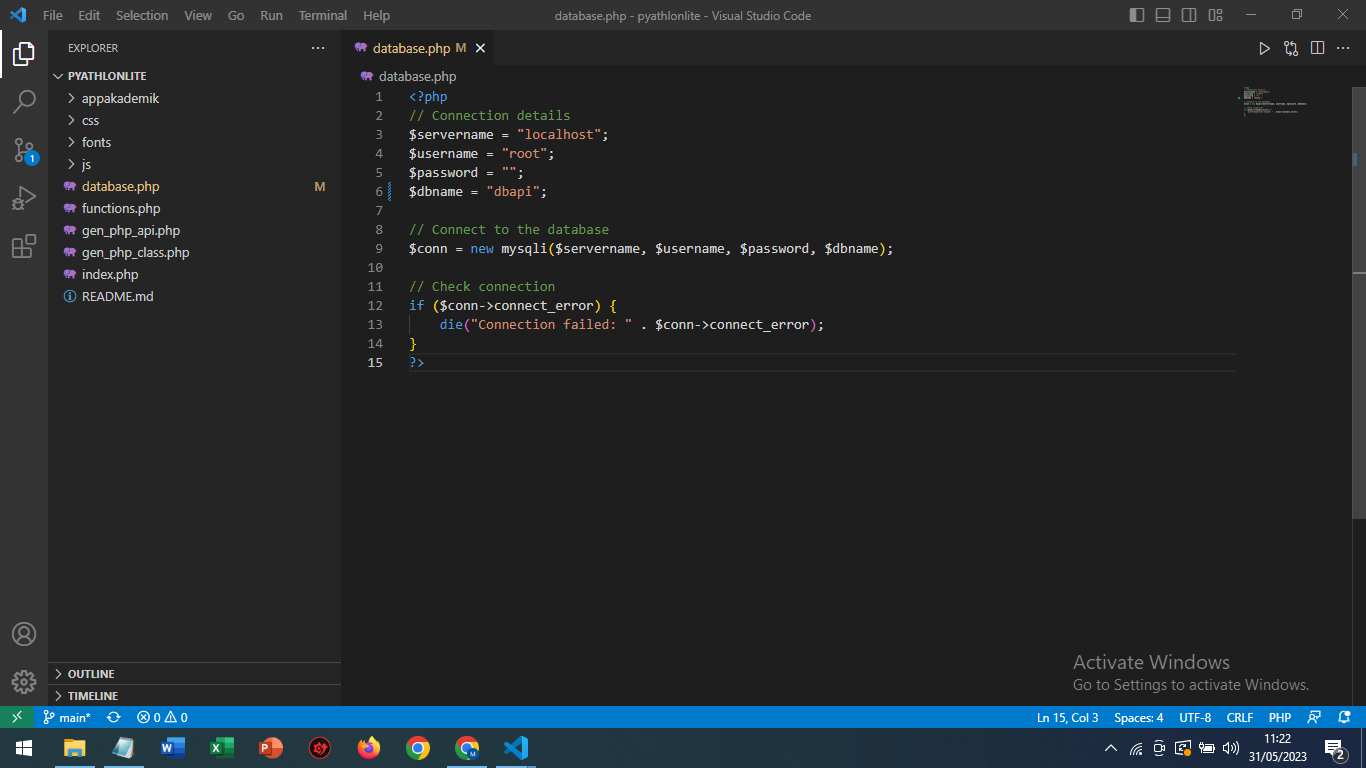 File Edit Selection View Go Run Terminal Help
database.php - pyathlonlite - Visual Studio Code
EXPLORER
PYATHLONLITE
appakademik
css
fonts
js
database.php M
functions.php
gen_php_api.php
gen_php_class.php
index.php
README.md
OUTLINE
TIMELINE
1
database.php M
database.php
1 <?php
2 // Connection details
3 $servername = "localhost";
4 $username = "root";
5 $password = "";
6 $dbname = "dbapi";
7
8 // Connect to the database
9 $conn = new mysqli($servername, $username, $password, $dbname);
10
11 // Check connection
12 if ($conn->connect_error) {
13 die("Connection failed: " . $conn->connect_error);
14 }
15 ?>
Activate Windows
Go to Settings to activate Windows.
main* 0 0
Ln 15, Col 3 Spaces: 4 UTF-8 CRLF PHP
11:22
31/05/2023
2